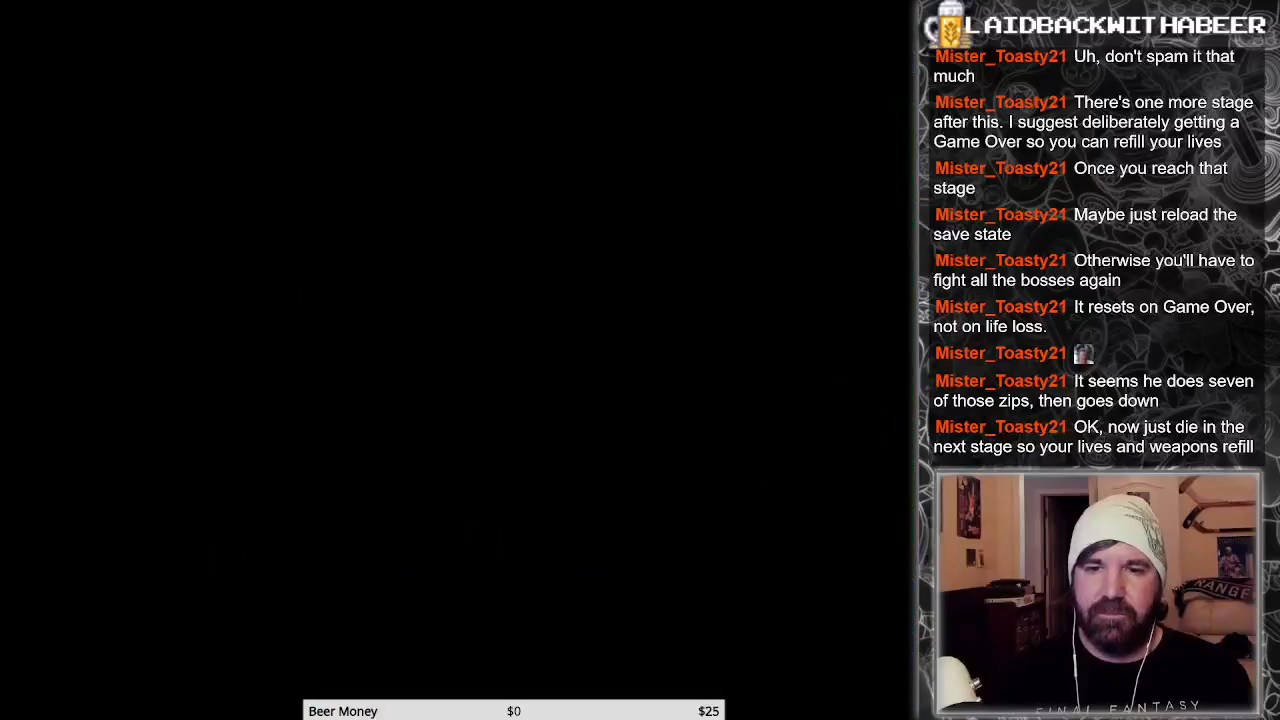 LAIDBACKWITHABEER
Mister_Toasty21 Uh, don't spam it that
much
Mister_Toasty21 There's one more stage
after this. I suggest deliberately getting a
Game Over so you can refill your lives
Mister_Toasty21 Once you reach that
stage
Mister_Toasty21 Maybe just reload the
save state
Mister_Toasty21 Otherwise you'll have to
fight all the bosses again
Mister_Toasty21 It resets on Game Over,
not on life loss.
Mister_Toasty21
Mister_Toasty21 It seems he does seven
of those zips, then goes down
Mister_Toasty21 OK, now just die in the
next stage so your lives and weapons refill
RANGE
FINAL FANTASY
Beer Money $0 $25